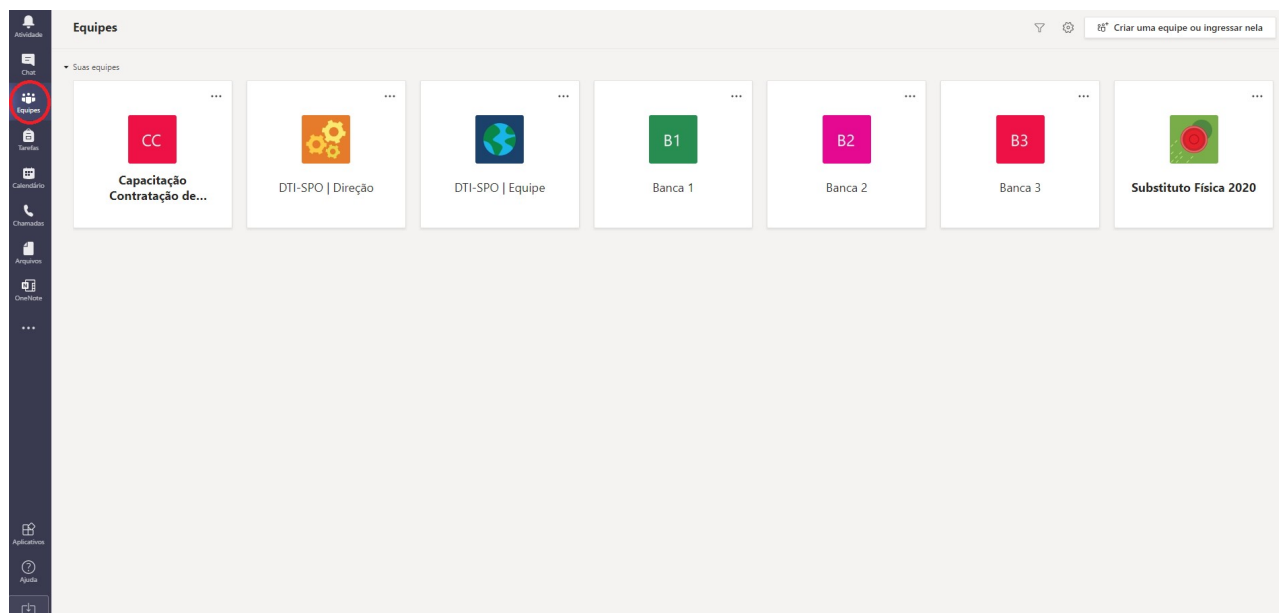 Atividade
Chat
Equipes
Tarefas
Calendário
Chamadas
Arquivos
OneNote
Aplicativos
Ajuda
Equipes
Criar uma equipe ou ingressar nela
Suas equipes
CC
Capacitação
Contratação de...
DTI-SPO | Direção
DTI-SPO | Equipe
B1
Banca 1
B2
Banca 2
B3
Banca 3
Substituto Física 2020